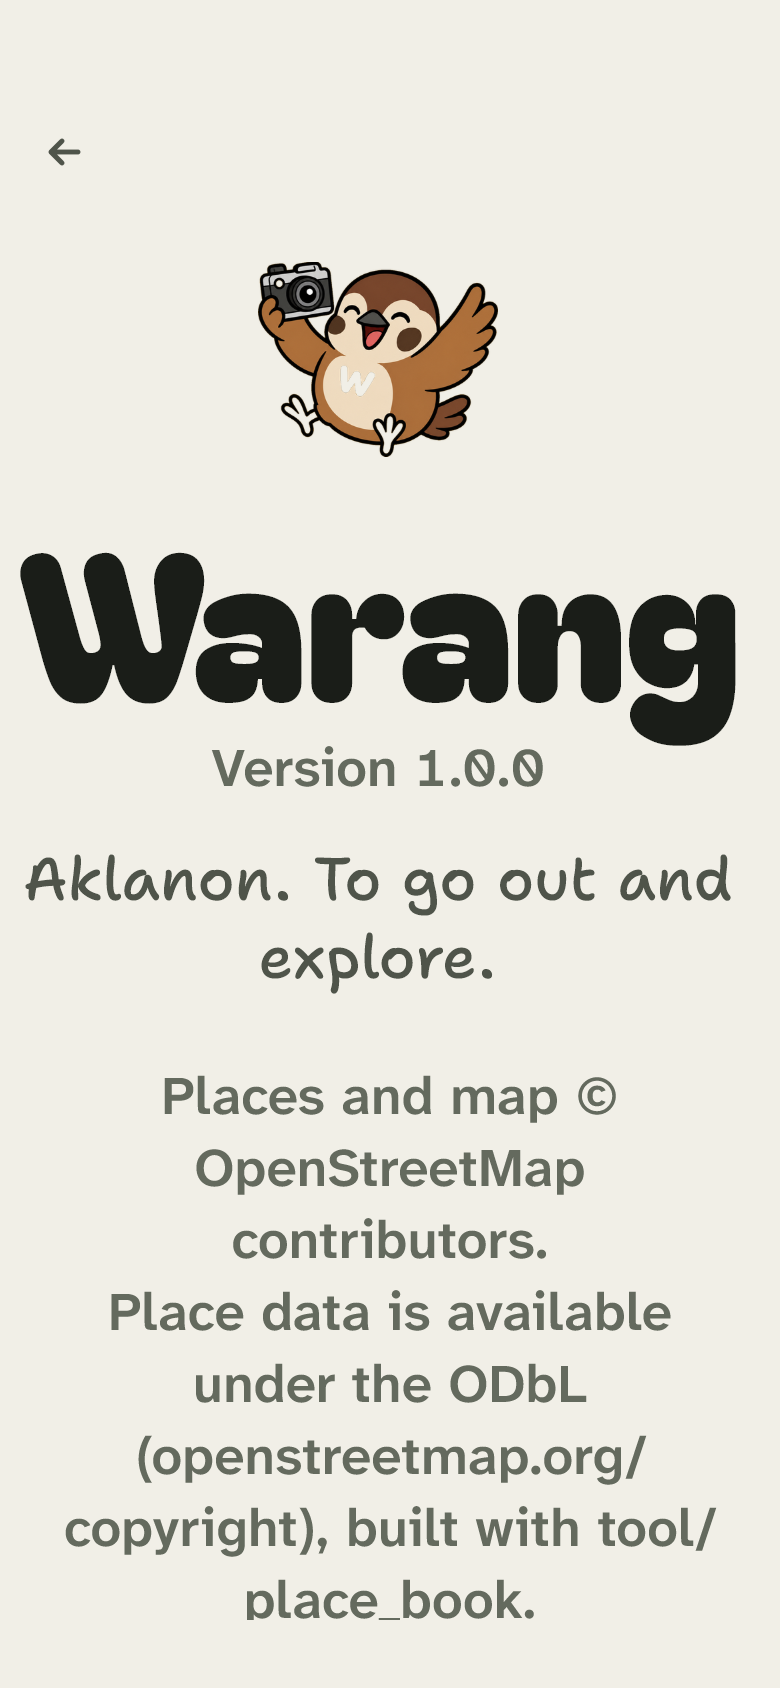 W
Warang
Version 1.0.0
Aklanon. To go out and
explore.
Places and map ©
OpenStreetMap
contributors.
Place data is available
under the ODbL
(openstreetmap.org/
copyright), built with tool/
place_book.